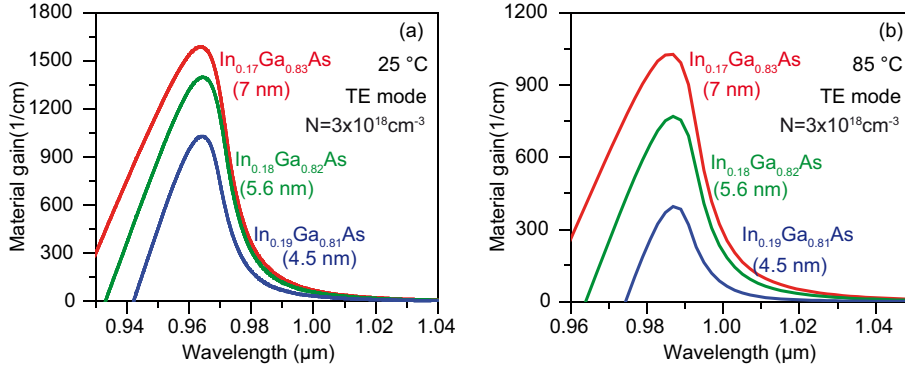 (a)
25 °C
TE mode
N=3x10¹⁸cm⁻³
In₀.₁₇Ga₀.₈₃As
(7 nm)
In₀.₁₈Ga₀.₈₂As
(5.6 nm)
In₀.₁₉Ga₀.₈₁As
(4.5 nm)
Material gain(1/cm)
1800
1500
1200
900
600
300
0
0.94 0.96 0.98 1.00 1.02 1.04
Wavelength (µm)
(b)
85 °C
TE mode
N=3x10¹⁸cm⁻³
In₀.₁₇Ga₀.₈₃As
(7 nm)
In₀.₁₈Ga₀.₈₂As
(5.6 nm)
In₀.₁₉Ga₀.₈₁As
(4.5 nm)
Material gain(1/cm)
1200
900
600
300
0
0.96 0.98 1.00 1.02 1.04
Wavelength (µm)